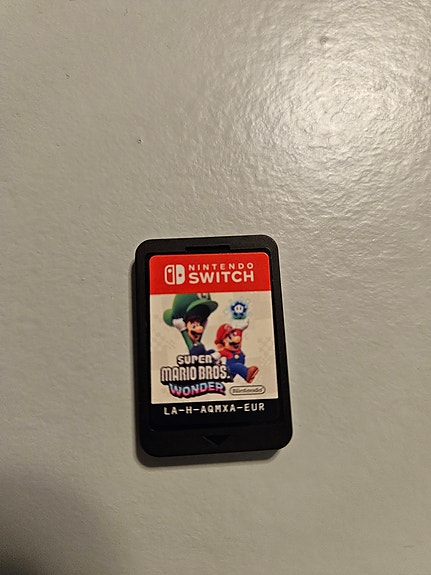 NINTENDO
SWITCH
L
SUPER
MARIO BROS.
WONDER
Nintendo
LA-H-AQMXA-EUR